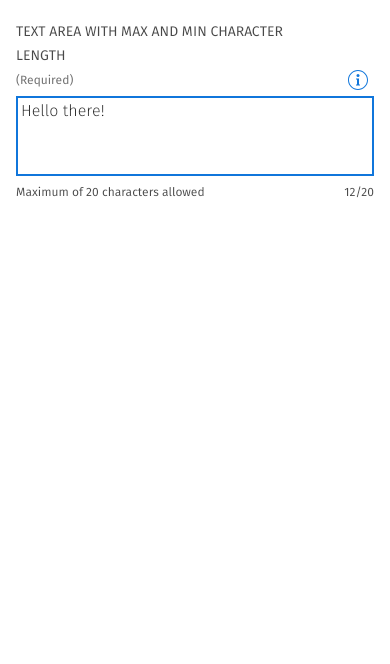 TEXT AREA WITH MAX AND MIN CHARACTER
LENGTH
(Required)
Hello there!
Maximum of 20 characters allowed 12/20